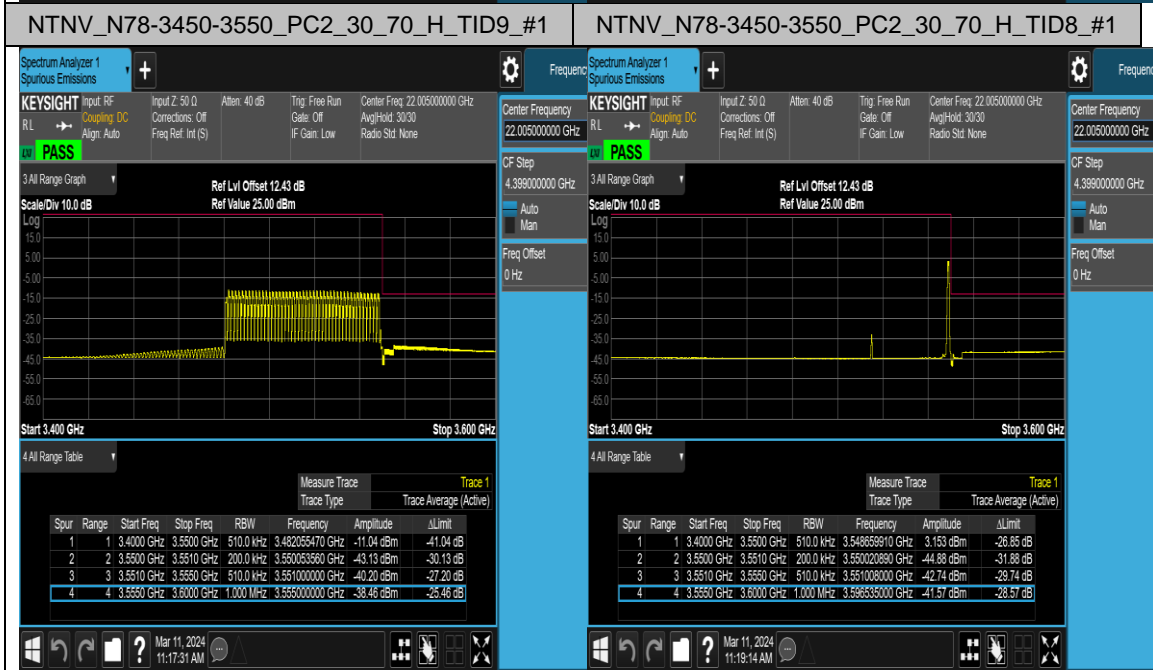 NTNV_N78-3450-3550_PC2_30_70_H_TID9_#1
Spectrum Analyzer 1
Spurious Emissions
+
Frequenc
KEYSIGHT Input: RF Input Z: 50 Ω Atten: 40 dB Trig: Free Run Center Freq: 22.005000000 GHz
RL Coupling: DC Corrections: Off Gate: Off Avg|Hold: 30/30
Align: Auto Freq Ref: Int (S) IF Gain: Low Radio Std: None
PASS
Center Frequency
22.005000000 GHz
CF Step
4.399000000 GHz
Auto
Man
Freq Offset
0 Hz
3 All Range Graph
Ref Lvl Offset 12.43 dB
Scale/Div 10.0 dB Ref Value 25.00 dBm
Log
15.0
5.00
-5.00
-15.0
-25.0
-35.0
-45.0
-55.0
-65.0
Start 3.400 GHz Stop 3.600 GHz
4 All Range Table
Measure Trace Trace 1
Trace Type Trace Average (Active)
Spur Range Start Freq Stop Freq RBW Frequency Amplitude ΔLimit
1 1 3.4000 GHz 3.5500 GHz 510.0 kHz 3.482055470 GHz -11.04 dBm -41.04 dB
2 2 3.5500 GHz 3.5510 GHz 200.0 kHz 3.550053560 GHz -43.13 dBm -30.13 dB
3 3 3.5510 GHz 3.5550 GHz 510.0 kHz 3.551000000 GHz -40.20 dBm -27.20 dB
4 4 3.5550 GHz 3.6000 GHz 1.000 MHz 3.555000000 GHz -38.46 dBm -25.46 dB
?
Mar 11, 2024
11:17:31 AM
NTNV_N78-3450-3550_PC2_30_70_H_TID8_#1
Spectrum Analyzer 1
Spurious Emissions
+
Frequenc
KEYSIGHT Input: RF Input Z: 50 Ω Atten: 40 dB Trig: Free Run Center Freq: 22.005000000 GHz
RL Coupling: DC Corrections: Off Gate: Off Avg|Hold: 30/30
Align: Auto Freq Ref: Int (S) IF Gain: Low Radio Std: None
PASS
Center Frequency
22.005000000 GHz
CF Step
4.399000000 GHz
Auto
Man
Freq Offset
0 Hz
3 All Range Graph
Ref Lvl Offset 12.43 dB
Scale/Div 10.0 dB Ref Value 25.00 dBm
Log
15.0
5.00
-5.00
-15.0
-25.0
-35.0
-45.0
-55.0
-65.0
Start 3.400 GHz Stop 3.600 GHz
4 All Range Table
Measure Trace Trace 1
Trace Type Trace Average (Active)
Spur Range Start Freq Stop Freq RBW Frequency Amplitude ΔLimit
1 1 3.4000 GHz 3.5500 GHz 510.0 kHz 3.548659910 GHz 3.153 dBm -26.85 dB
2 2 3.5500 GHz 3.5510 GHz 200.0 kHz 3.550020890 GHz -44.88 dBm -31.88 dB
3 3 3.5510 GHz 3.5550 GHz 510.0 kHz 3.551008000 GHz -42.74 dBm -29.74 dB
4 4 3.5550 GHz 3.6000 GHz 1.000 MHz 3.596535000 GHz -41.57 dBm -28.57 dB
?
Mar 11, 2024
11:19:14 AM